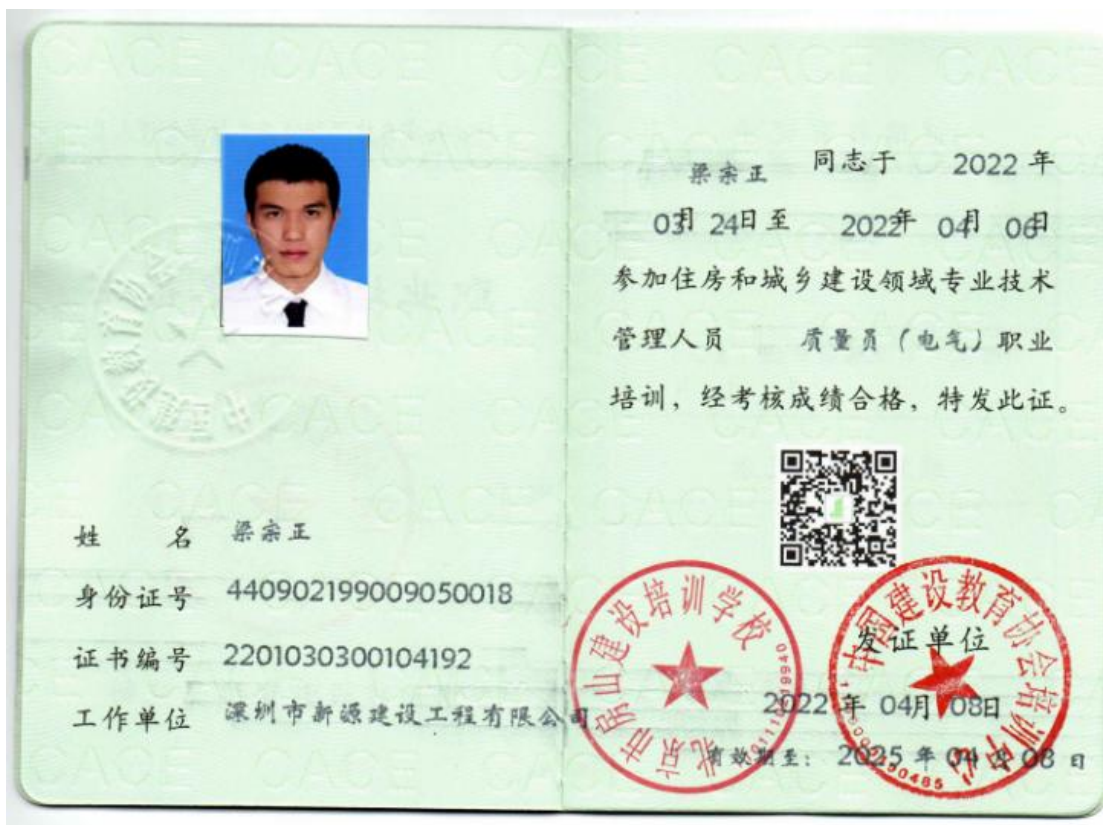 姓 名 梁宗正
身份证号 440902199009050018
证书编号 2201030300104192
工作单位 深圳市新源建设工程有限公司
梁宗正 同志于 2022 年
03月 24日至 2022年 04月 06日
参加住房和城乡建设领域专业技术
管理人员 质量员（电气）职业
培训，经考核成绩合格，特发此证。
北京市房山建设培训学校
中国建设教育协会培训中心
发证单位
2022 年 04月 08日
有效期至： 2025 年 04 月 08 日
CACE